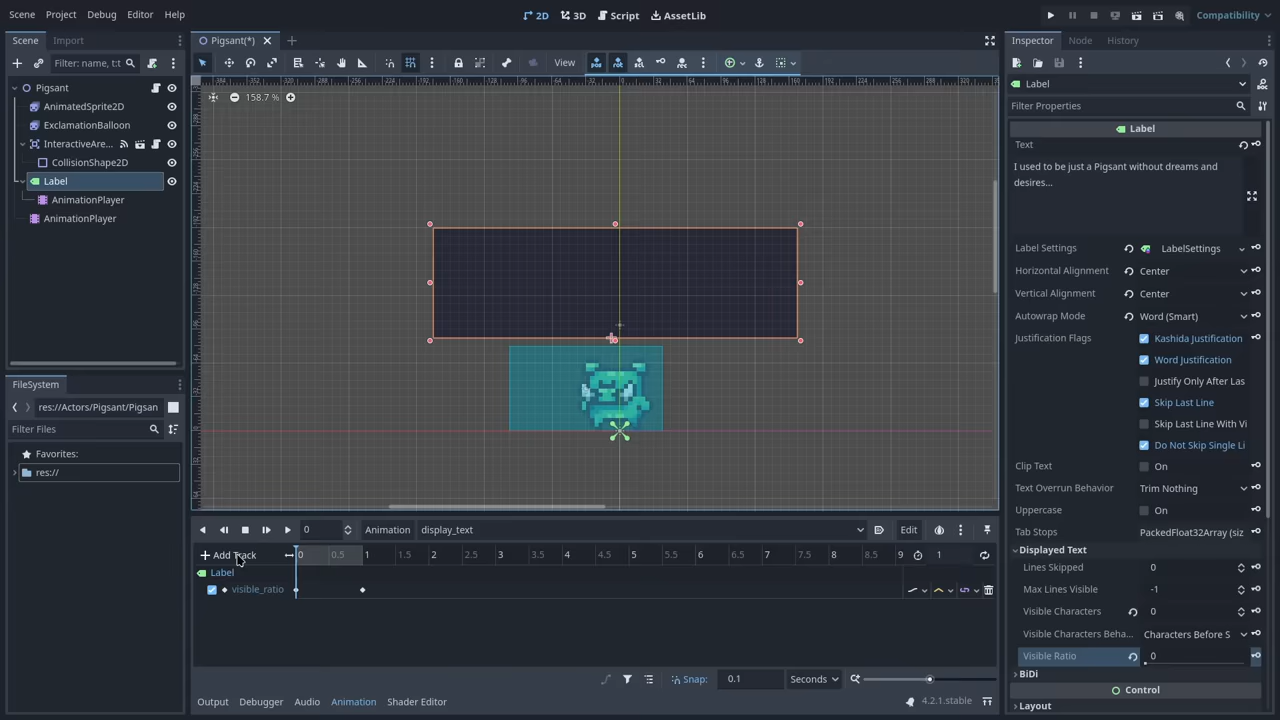 Scene Project Debug Editor Help
2D 3D Script AssetLib
Compatibility
Scene Import
Filter: name, t:t
Pigsant
AnimatedSprite2D
ExclamationBalloon
InteractiveAre...
CollisionShape2D
Label
AnimationPlayer
AnimationPlayer
FileSystem
res://Actors/Pigsant/Pigsan
Filter Files
Favorites:
res://
Pigsant(*)
View
158.7 %
0 Animation display_text Edit
Add Track 0 0.5 1 1.5 2 2.5 3 3.5 4 4.5 5 5.5 6 6.5 7 7.5 8 8.5 9 1
Label
visible_ratio
Snap: 0.1 Seconds
Output Debugger Audio Animation Shader Editor 4.2.1.stable
Inspector Node History
Label
Filter Properties
Label
Text
I used to be just a Pigsant without dreams and
desires...
Label Settings LabelSettings
Horizontal Alignment Center
Vertical Alignment Center
Autowrap Mode Word (Smart)
Justification Flags Kashida Justification
Word Justification
Justify Only After Las
Skip Last Line
Skip Last Line With Vi
Do Not Skip Single Li
Clip Text On
Text Overrun Behavior Trim Nothing
Uppercase On
Tab Stops PackedFloat32Array (siz
Displayed Text
Lines Skipped 0
Max Lines Visible -1
Visible Characters 0
Visible Characters Beha... Characters Before S
Visible Ratio 0
BiDi
Control
Layout